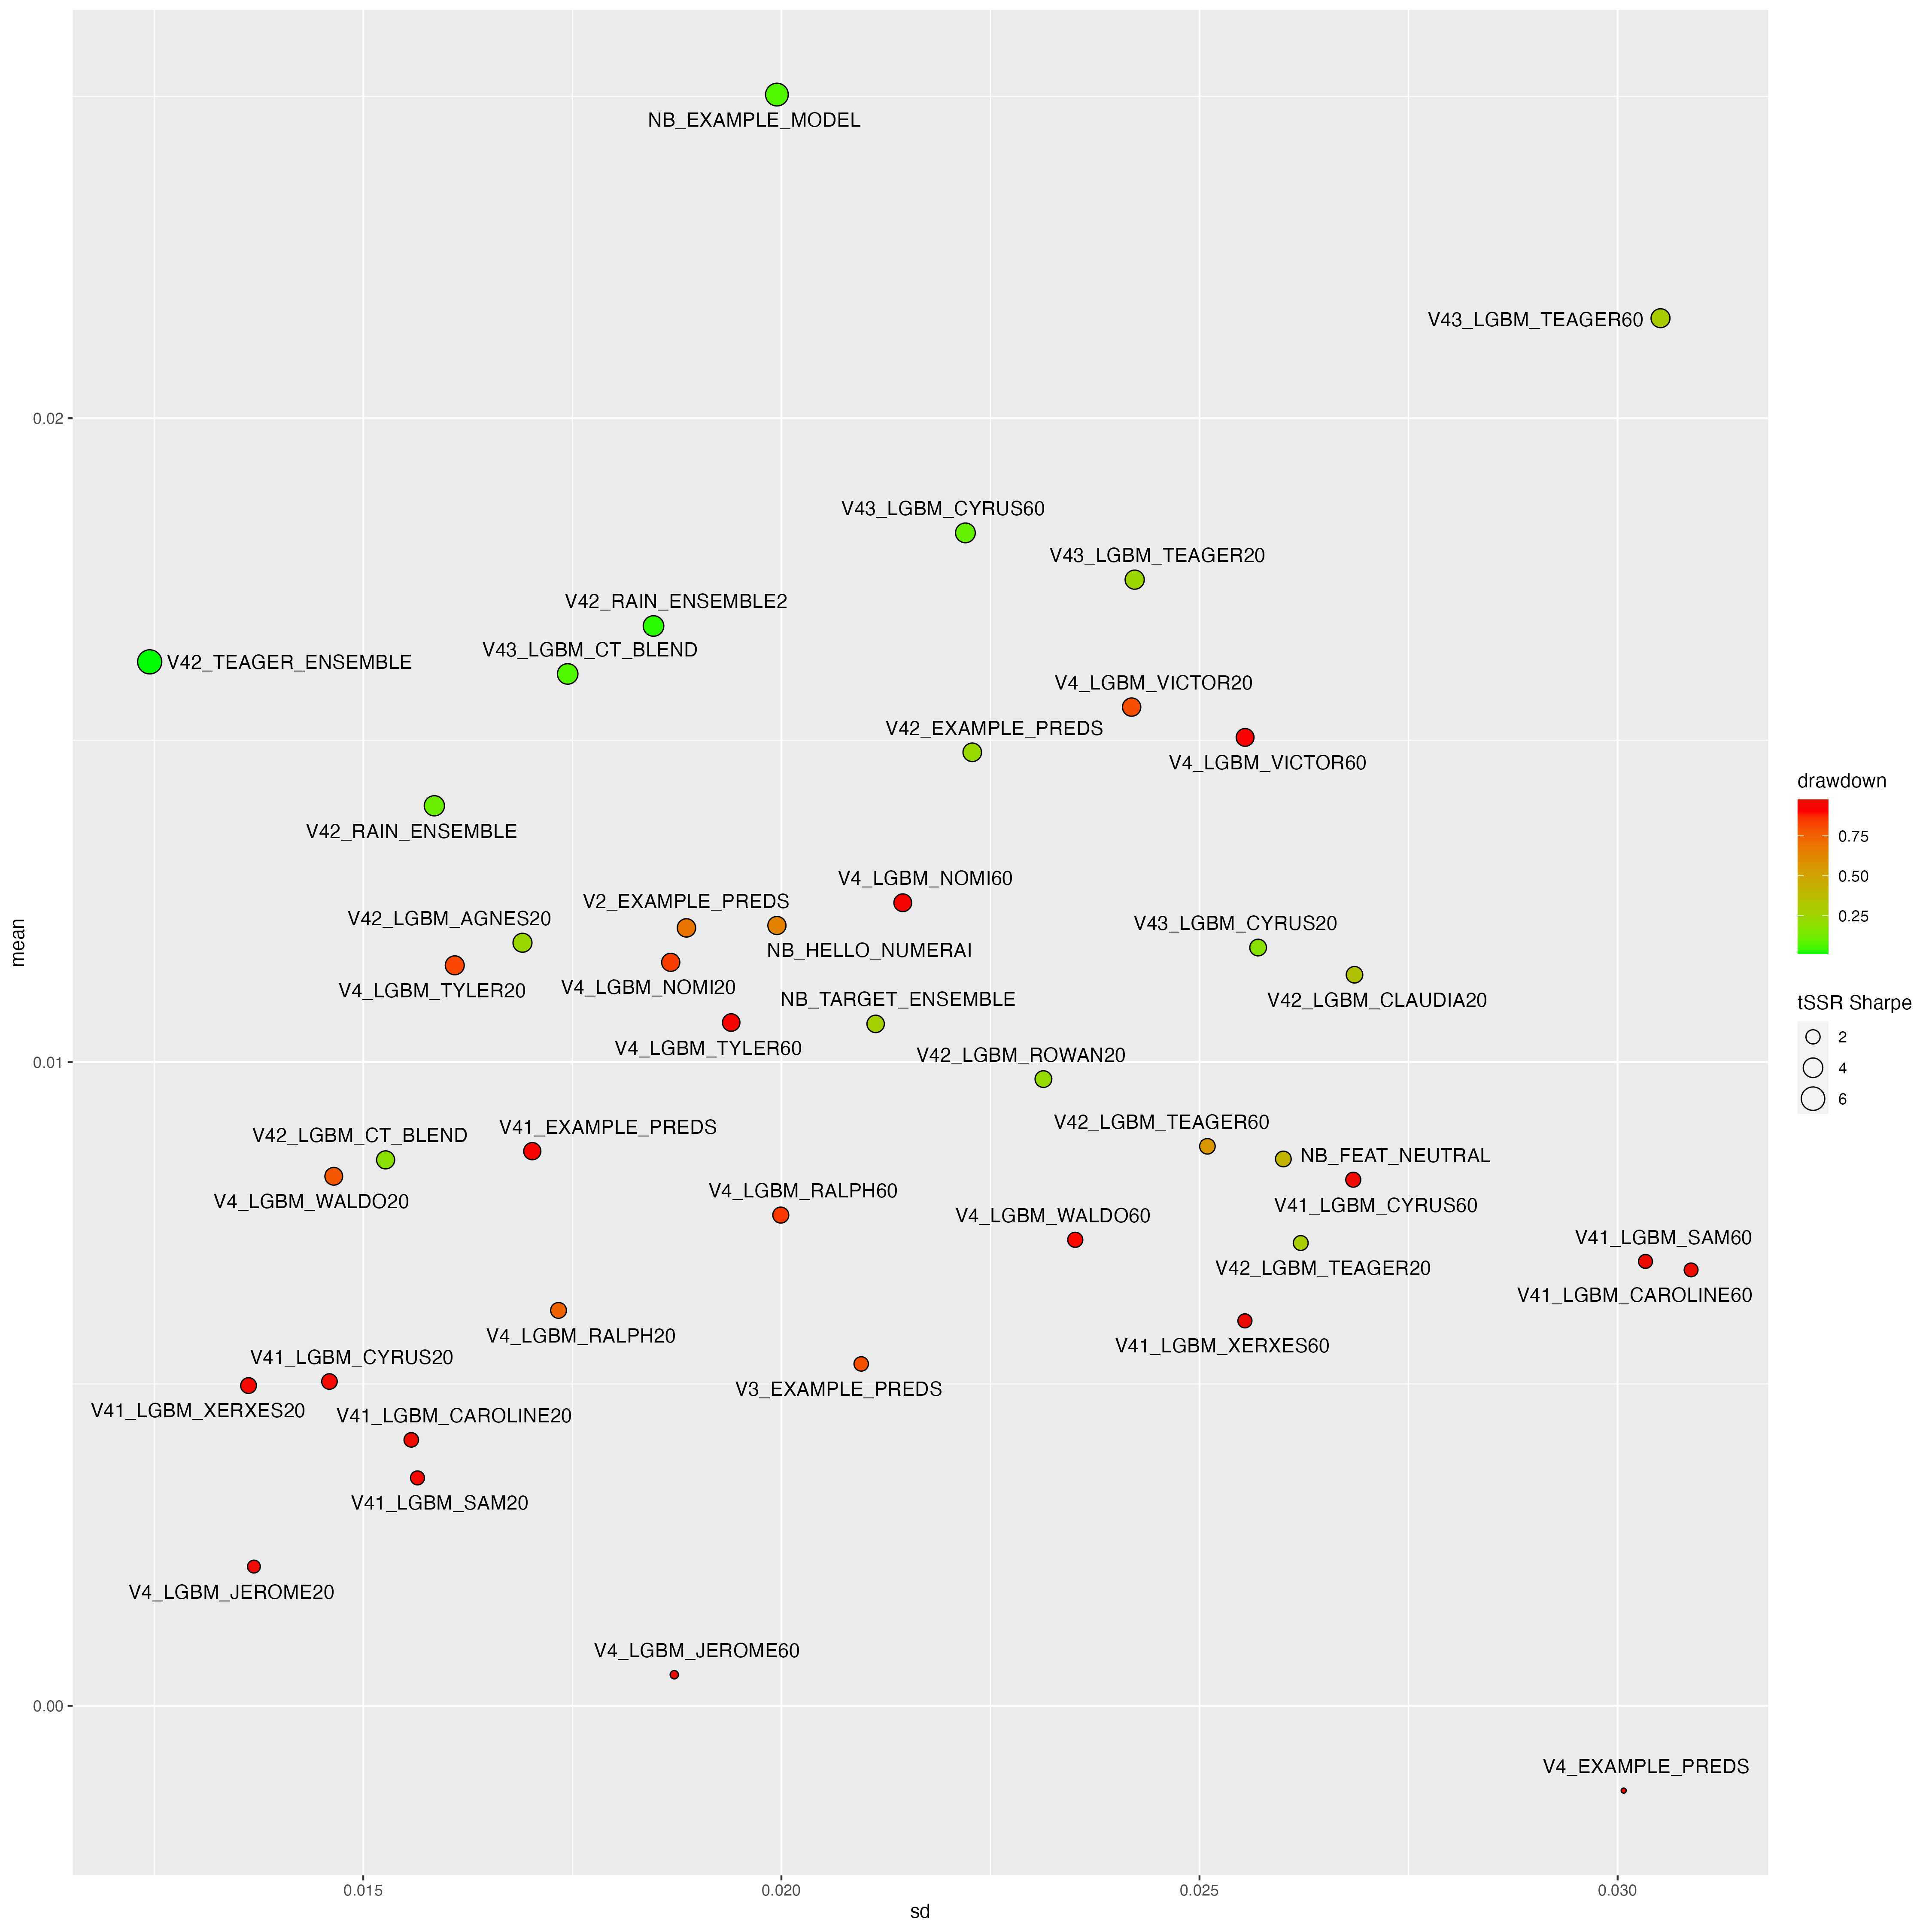 NB_EXAMPLE_MODEL
V43_LGBM_TEAGER60
0.02
V43_LGBM_CYRUS60
V43_LGBM_TEAGER20
V42_RAIN_ENSEMBLE2
V43_LGBM_CT_BLEND
V42_TEAGER_ENSEMBLE
V4_LGBM_VICTOR20
V42_EXAMPLE_PREDS
V4_LGBM_VICTOR60
V42_RAIN_ENSEMBLE
V4_LGBM_NOMI60
V2_EXAMPLE_PREDS
V42_LGBM_AGNES20
V43_LGBM_CYRUS20
NB_HELLO_NUMERAI
V4_LGBM_TYLER20
V4_LGBM_NOMI20
NB_TARGET_ENSEMBLE
V42_LGBM_CLAUDIA20
V4_LGBM_TYLER60
V42_LGBM_ROWAN20
0.01
V42_LGBM_TEAGER60
V41_EXAMPLE_PREDS
V42_LGBM_CT_BLEND
NB_FEAT_NEUTRAL
V4_LGBM_WALDO20
V4_LGBM_RALPH60
V41_LGBM_CYRUS60
V4_LGBM_WALDO60
V41_LGBM_SAM60
V42_LGBM_TEAGER20
V41_LGBM_CAROLINE60
V4_LGBM_RALPH20
V41_LGBM_XERXES60
V41_LGBM_CYRUS20
V3_EXAMPLE_PREDS
V41_LGBM_XERXES20
V41_LGBM_CAROLINE20
V41_LGBM_SAM20
V4_LGBM_JEROME20
V4_LGBM_JEROME60
0.00
V4_EXAMPLE_PREDS
0.015
0.020
0.025
0.030
sd
mean
drawdown
0.75
0.50
0.25
tSSR Sharpe
2
4
6